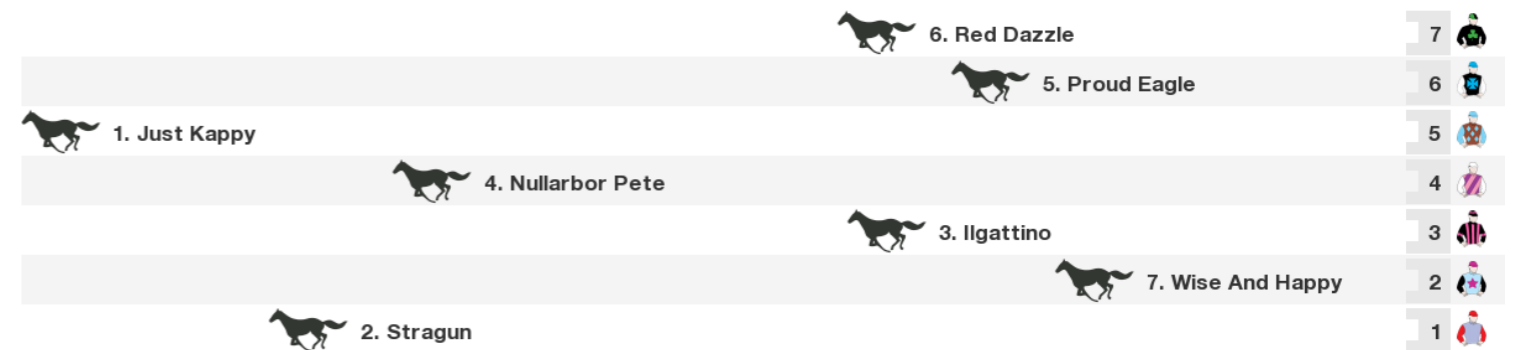 6. Red Dazzle 7
5. Proud Eagle 6
1. Just Kappy 5
4. Nullarbor Pete 4
3. Ilgattino 3
7. Wise And Happy 2
2. Stragun 1